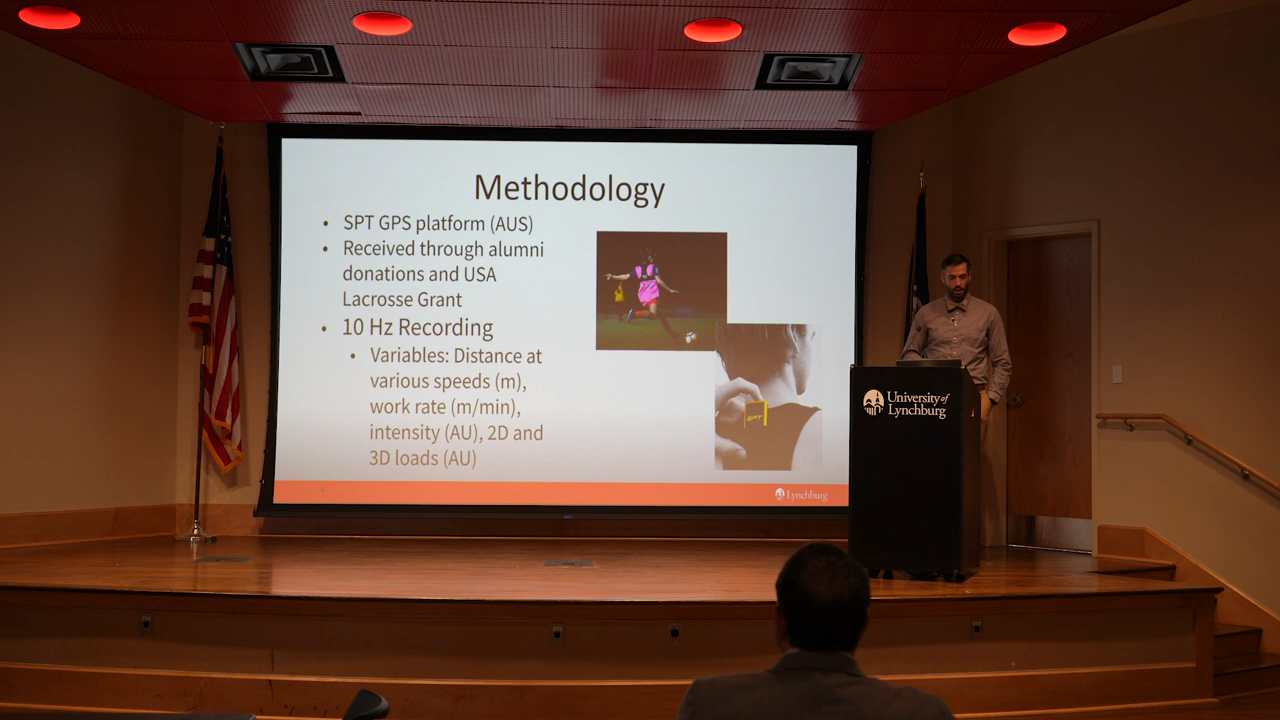 Methodology
• SPT GPS platform (AUS)
• Received through alumni
donations and USA
Lacrosse Grant
• 10 Hz Recording
• Variables: Distance at
various speeds (m),
work rate (m/min),
intensity (AU), 2D and
3D loads (AU)
SPT
Lynchburg
University of
Lynchburg